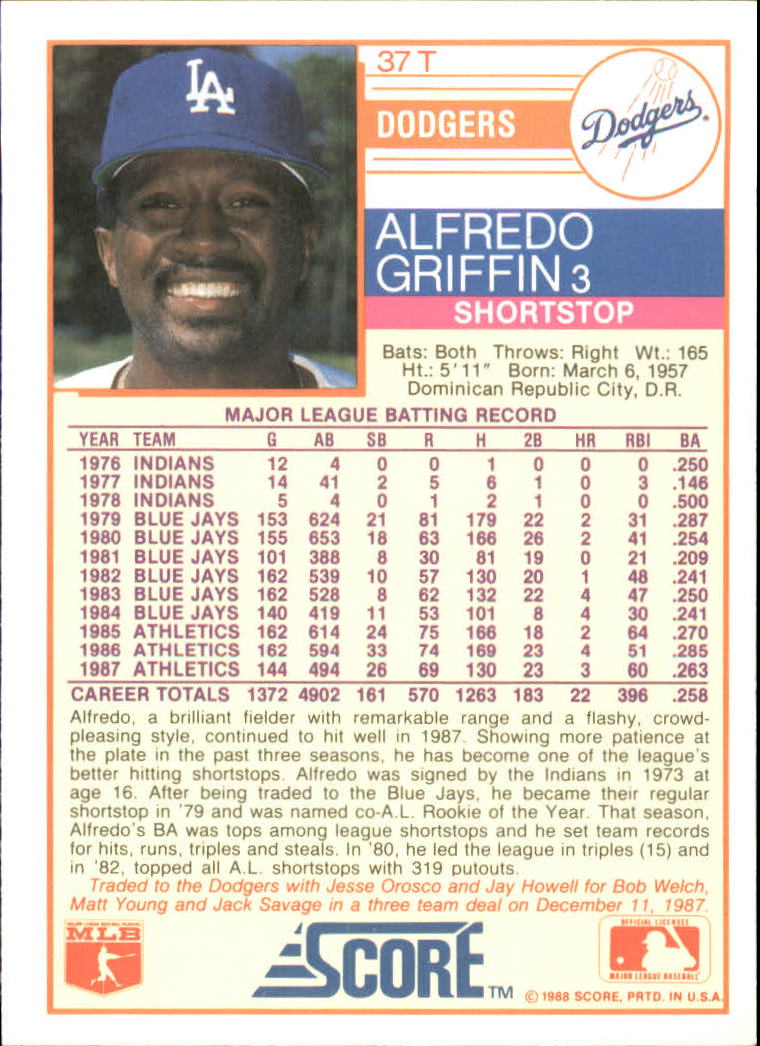 LA
37 T
DODGERS
Dodgers
ALFREDO
GRIFFIN 3
SHORTSTOP
Bats: Both Throws: Right Wt.: 165
Ht.: 5'11" Born: March 6, 1957
Dominican Republic City, D.R.
MAJOR LEAGUE BATTING RECORD
YEAR TEAM G AB SB R H 2B HR RBI BA
1976 INDIANS 12 4 0 0 1 0 0 0 .250
1977 INDIANS 14 41 2 5 6 1 0 3 .146
1978 INDIANS 5 4 0 1 2 1 0 0 .500
1979 BLUE JAYS 153 624 21 81 179 22 2 31 .287
1980 BLUE JAYS 155 653 18 63 166 26 2 41 .254
1981 BLUE JAYS 101 388 8 30 81 19 0 21 .209
1982 BLUE JAYS 162 539 10 57 130 20 1 48 .241
1983 BLUE JAYS 162 528 8 62 132 22 4 47 .250
1984 BLUE JAYS 140 419 11 53 101 8 4 30 .241
1985 ATHLETICS 162 614 24 75 166 18 2 64 .270
1986 ATHLETICS 162 594 33 74 169 23 4 51 .285
1987 ATHLETICS 144 494 26 69 130 23 3 60 .263
CAREER TOTALS 1372 4902 161 570 1263 183 22 396 .258
Alfredo, a brilliant fielder with remarkable range and a flashy, crowd-
pleasing style, continued to hit well in 1987. Showing more patience at
the plate in the past three seasons, he has become one of the league's
better hitting shortstops. Alfredo was signed by the Indians in 1973 at
age 16. After being traded to the Blue Jays, he became their regular
shortstop in '79 and was named co-A.L. Rookie of the Year. That season,
Alfredo's BA was tops among league shortstops and he set team records
for hits, runs, triples and steals. In '80, he led the league in triples (15) and
in '82, topped all A.L. shortstops with 319 putouts.
Traded to the Dodgers with Jesse Orosco and Jay Howell for Bob Welch,
Matt Young and Jack Savage in a three team deal on December 11, 1987.
MAJOR LEAGUE BASEBALL PLAYERS
MLB
SCORE TM
OFFICIAL LICENSEE
MAJOR LEAGUE BASEBALL
© 1988 SCORE, PRTD. IN U.S.A.